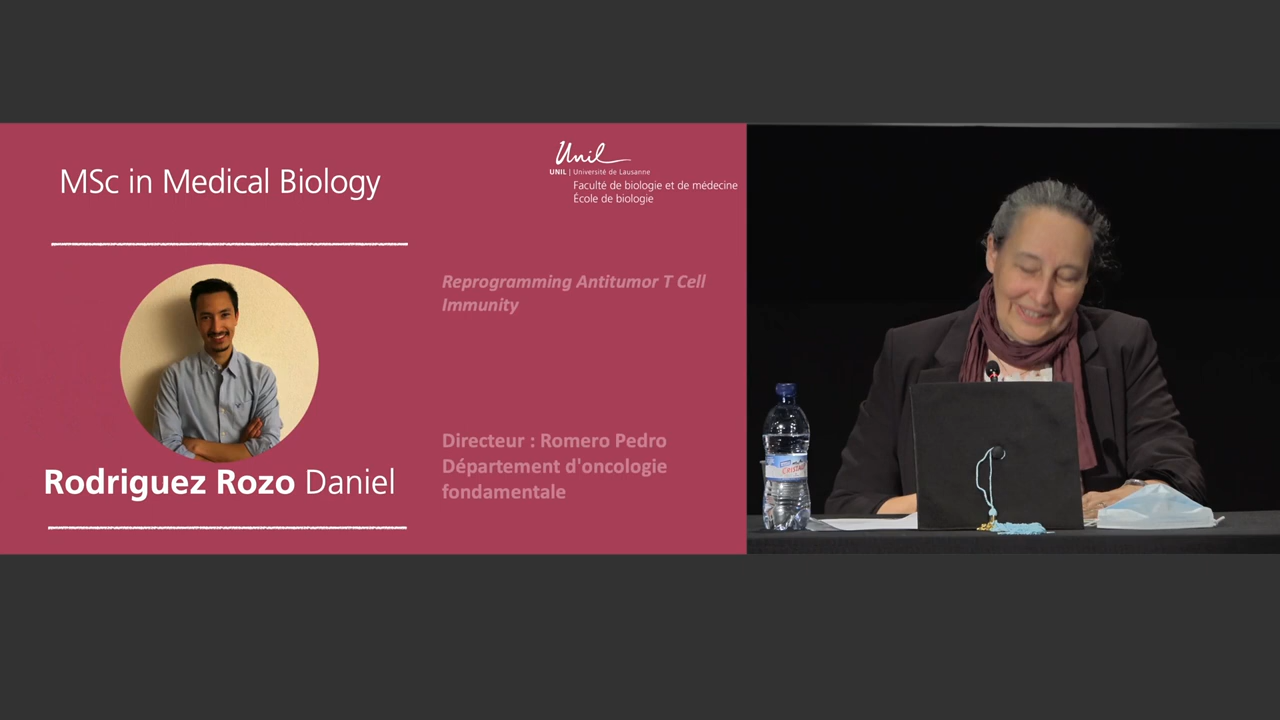 MSc in Medical Biology
Unil
UNIL | Université de Lausanne
Faculté de biologie et de médecine
École de biologie
Reprogramming Antitumor T Cell
Immunity
Directeur : Romero Pedro
Département d'oncologie
fondamentale
Rodriguez Rozo Daniel